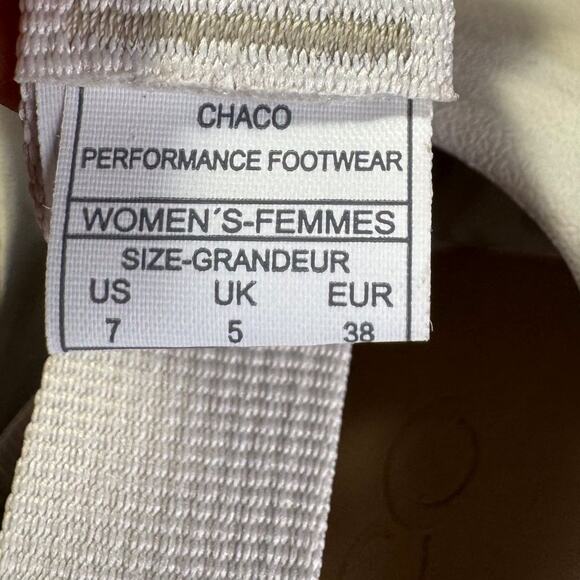 CHACO
PERFORMANCE FOOTWEAR
WOMEN´S-FEMMES
SIZE-GRANDEUR
US UK EUR
7 5 38